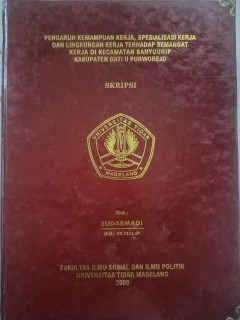 PENGARUH KEMAMPUAN KERJA, SPESIALISASI KERJA
DAN LINGKUNGAN KERJA TERHADAP SEMANGAT
KERJA DI KECAMATAN BANYUURIP
KABUPATEN DATI II PURWOREJO
SKRIPSI
UNIVERSITAS TIDAR
MAGELANG
Oleh :
SUDARMADI
FAKULTAS ILMU SOSIAL DAN ILMU POLITIK
UNIVERSITAS TIDAR MAGELANG
2000